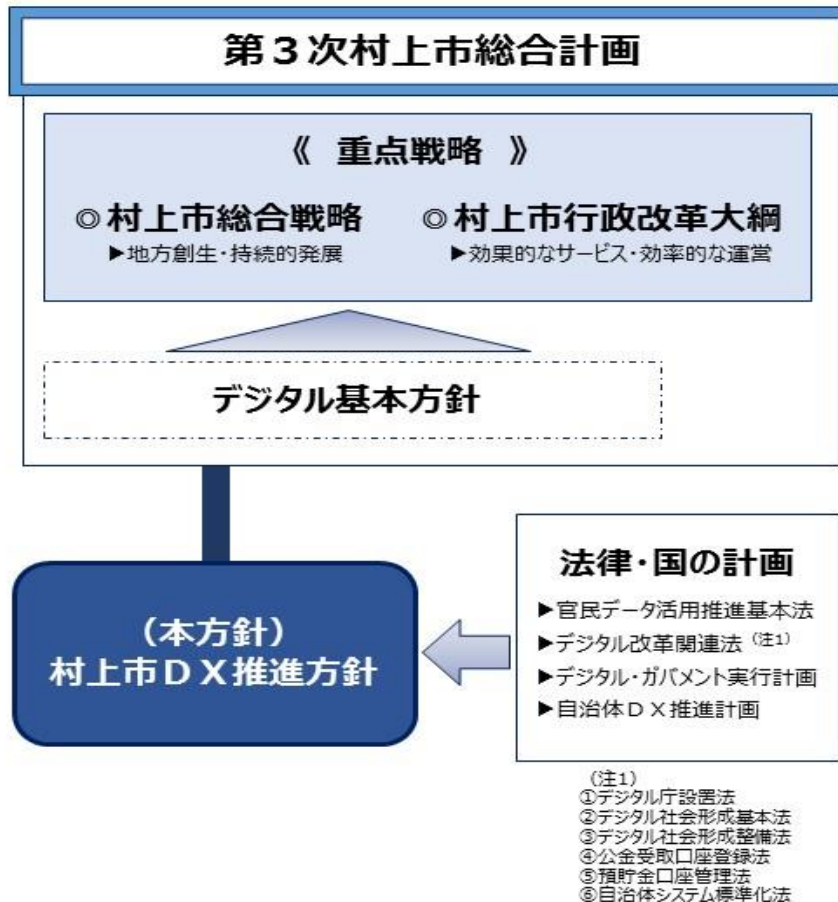 第３次村上市総合計画
《 重点戦略 》
◎村上市総合戦略
▶地方創生・持続的発展
◎村上市行政改革大綱
▶効果的なサービス・効率的な運営
デジタル基本方針
（本方針）
村上市ＤＸ推進方針
法律・国の計画
▶官民データ活用推進基本法
▶デジタル改革関連法（注1）
▶デジタル・ガバメント実行計画
▶自治体ＤＸ推進計画
（注1）
①デジタル庁設置法
②デジタル社会形成基本法
③デジタル社会形成整備法
④公金受取口座登録法
⑤預貯金口座管理法
⑥自治体システム標準化法